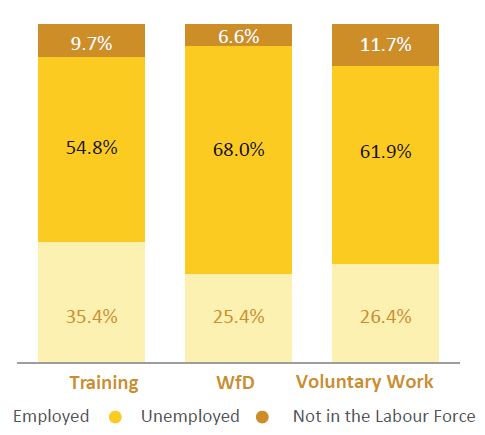 9.7% 6.6% 11.7%
54.8% 68.0% 61.9%
35.4% 25.4% 26.4%
Training WfD Voluntary Work
Employed Unemployed Not in the Labour Force